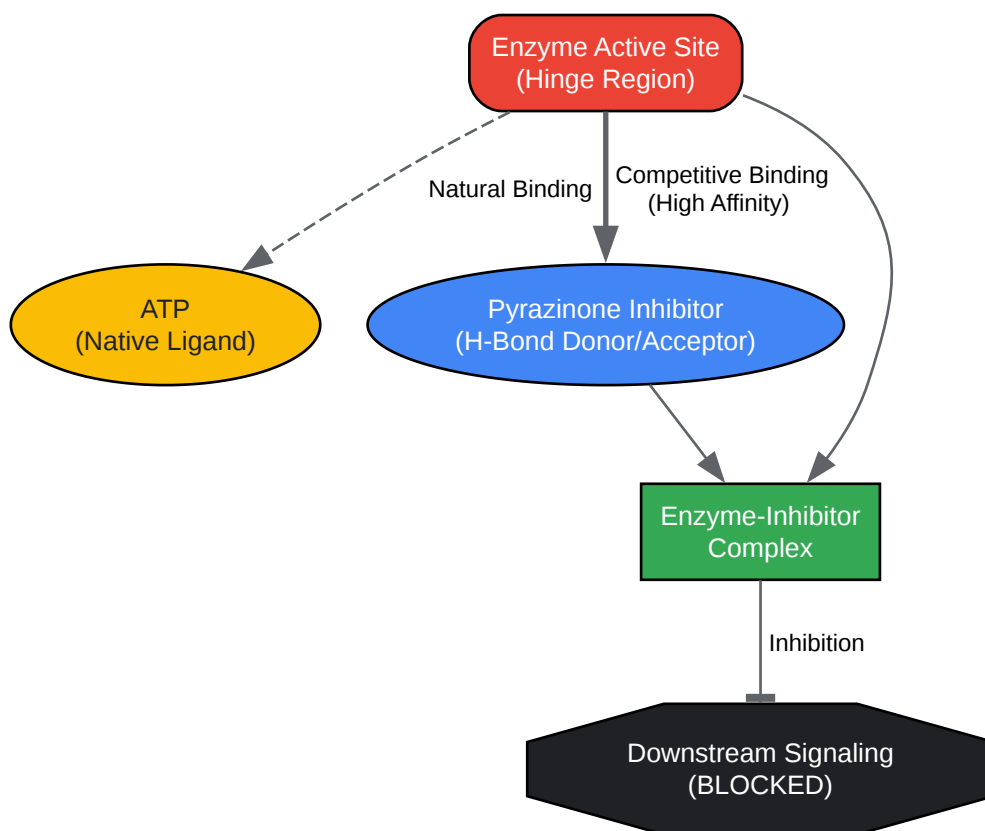 Enzyme Active Site
(Hinge Region)
Natural Binding
Competitive Binding
(High Affinity)
ATP
(Native Ligand)
Pyrazinone Inhibitor
(H-Bond Donor/Acceptor)
Enzyme-Inhibitor
Complex
Inhibition
Downstream Signaling
(BLOCKED)